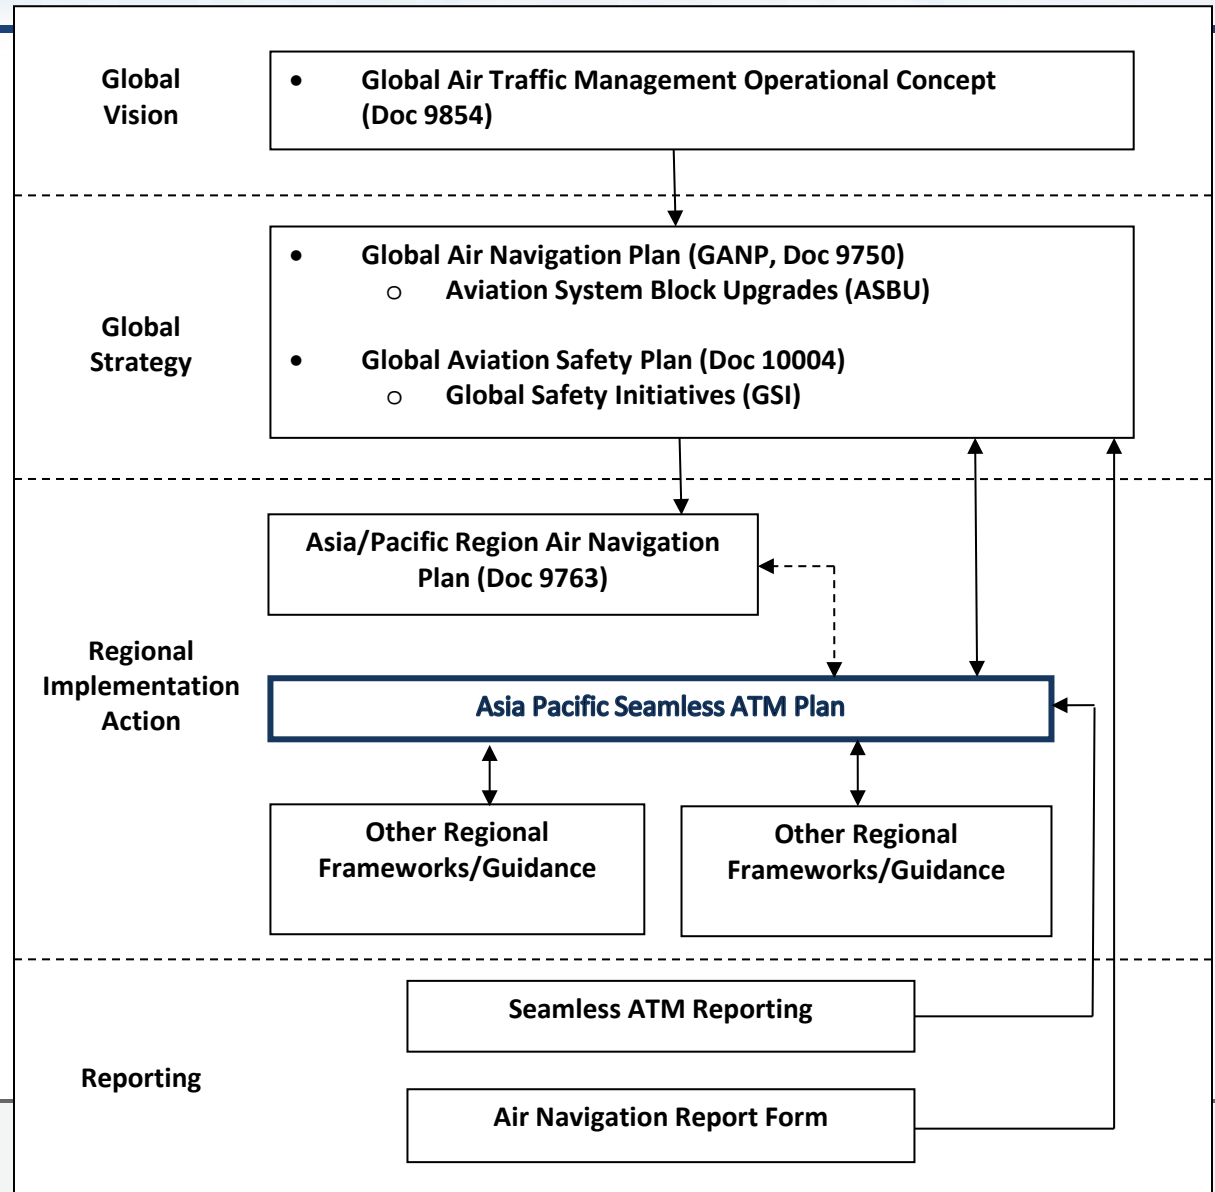 Global
Vision
• Global Air Traffic Management Operational Concept
(Doc 9854)
Global
Strategy
• Global Air Navigation Plan (GANP, Doc 9750)
o Aviation System Block Upgrades (ASBU)
• Global Aviation Safety Plan (Doc 10004)
o Global Safety Initiatives (GSI)
Regional
Implementation
Action
Asia/Pacific Region Air Navigation
Plan (Doc 9763)
Asia Pacific Seamless ATM Plan
Other Regional
Frameworks/Guidance
Other Regional
Frameworks/Guidance
Reporting
Seamless ATM Reporting
Air Navigation Report Form